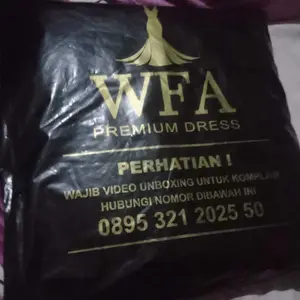 WFA
PREMIUM DRESS
PERHATIAN !
WAJIB VIDEO UNBOXING UNTUK KOMPLAIN
HUBUNGI NOMOR DIBAWAH INI
0895 321 2025 50